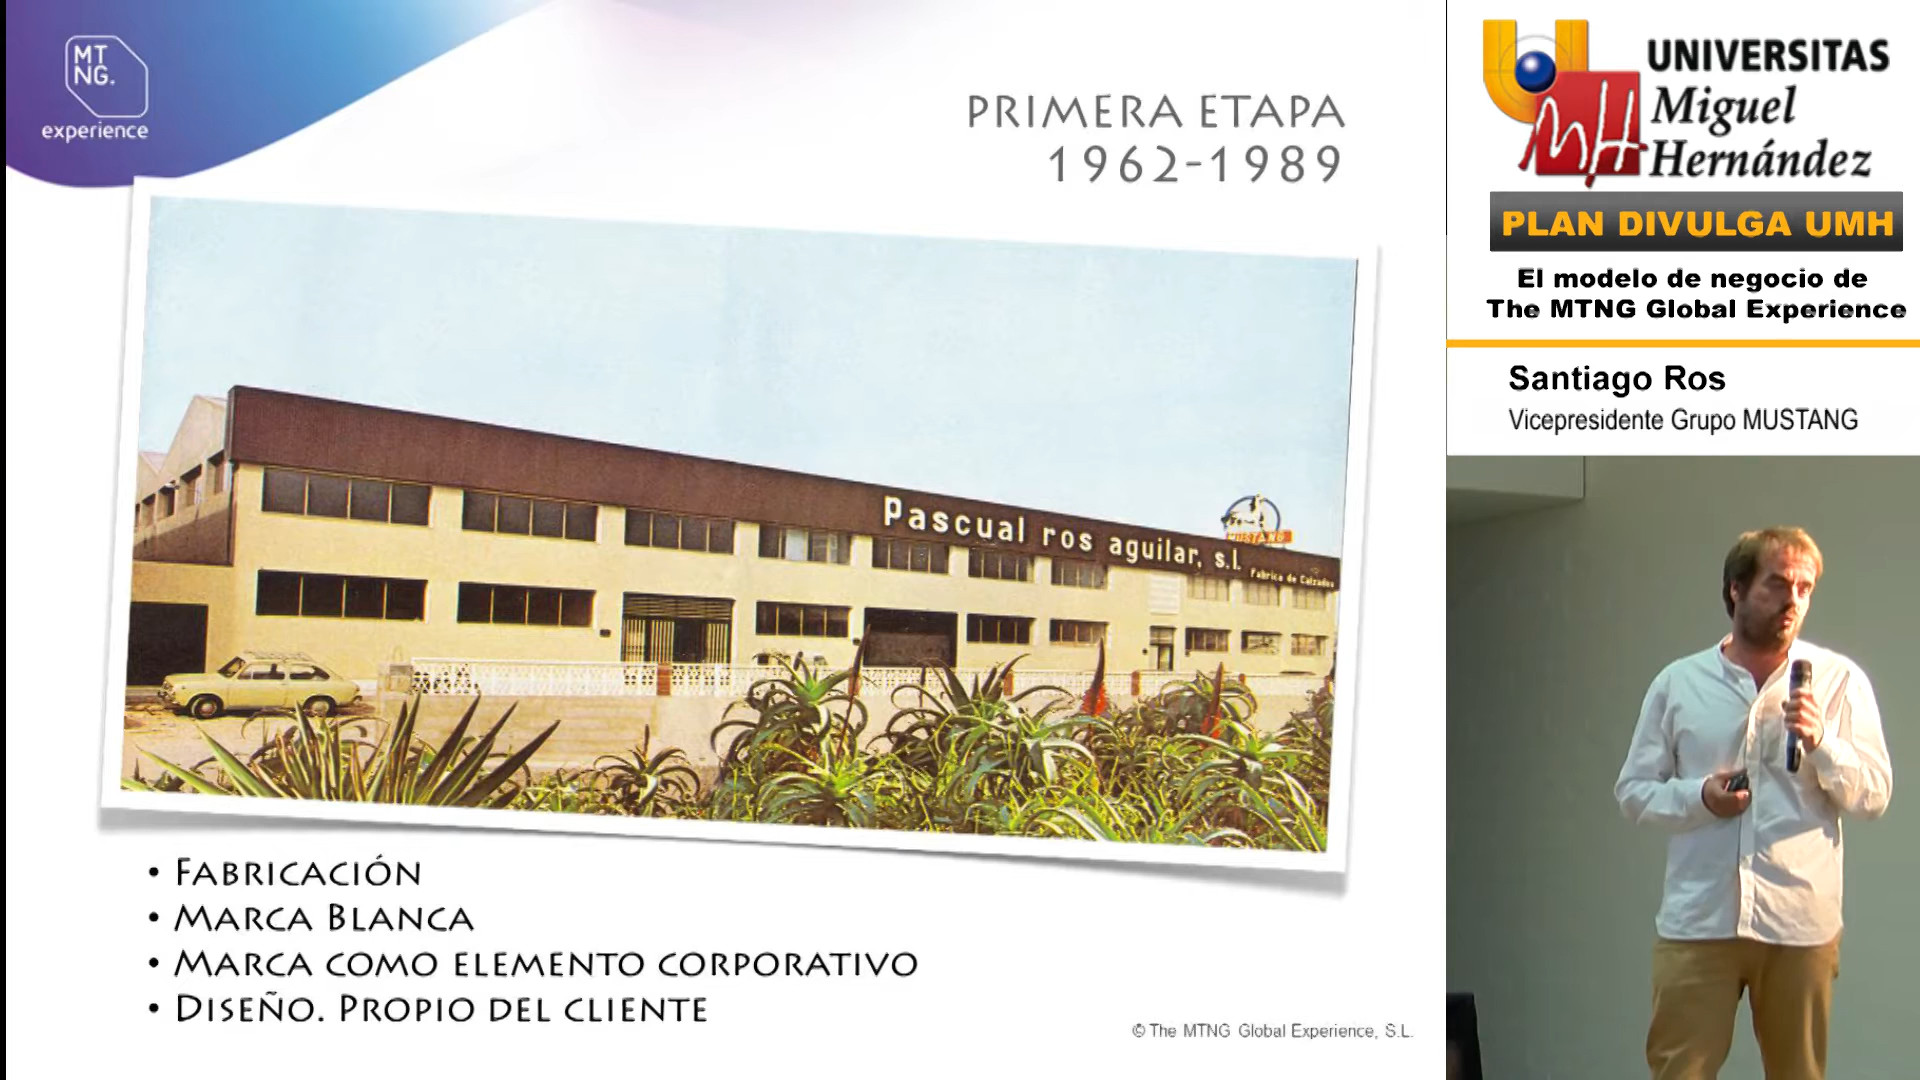 MT
NG.
experience
PRIMERA ETAPA
1962-1989
Pascual ros aguilar, s.l.
Fabrica de Calzados
MUSTANG
• FABRICACIÓN
• MARCA BLANCA
• MARCA COMO ELEMENTO CORPORATIVO
• DISEÑO. PROPIO DEL CLIENTE
© The MTNG Global Experience, S.L.
UNIVERSITAS
Miguel
Hernández
PLAN DIVULGA UMH
El modelo de negocio de
The MTNG Global Experience
Santiago Ros
Vicepresidente Grupo MUSTANG